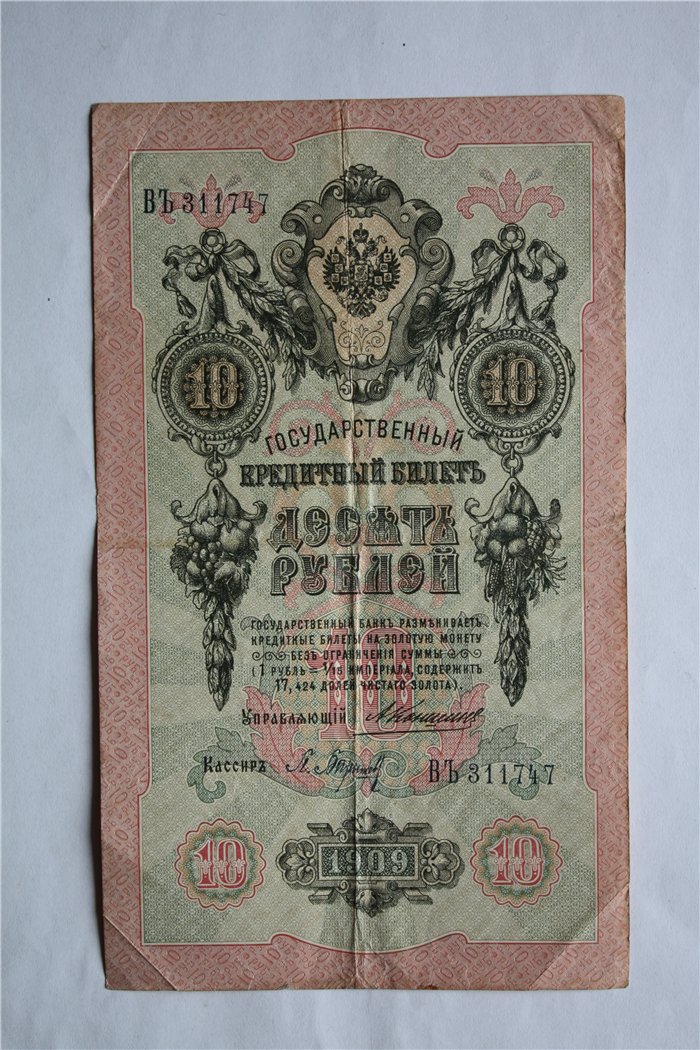 ВЪ 311747
10 10
ГОСУДАРСТВЕННЫЙ
КРЕДИТНЫЙ БИЛЕТЪ
ДЕСЯТЬ
РУБЛЕЙ
ГОСУДАРСТВЕННЫЙ БАНКЪ РАЗМѢНИВАЕТЪ
КРЕДИТНЫЕ БИЛЕТЫ НА ЗОЛОТУЮ МОНЕТУ
БЕЗЪ ОГРАНИЧЕНІЯ СУММЫ
(1 РУБЛЬ = 1/15 ИМПЕРІАЛА, СОДЕРЖИТЪ
17,424 ДОЛЕЙ ЧИСТАГО ЗОЛОТА).
10
УПРАВЛЯЮЩІЙ
КАССИРЪ
ВЪ 311747
10 1909 10